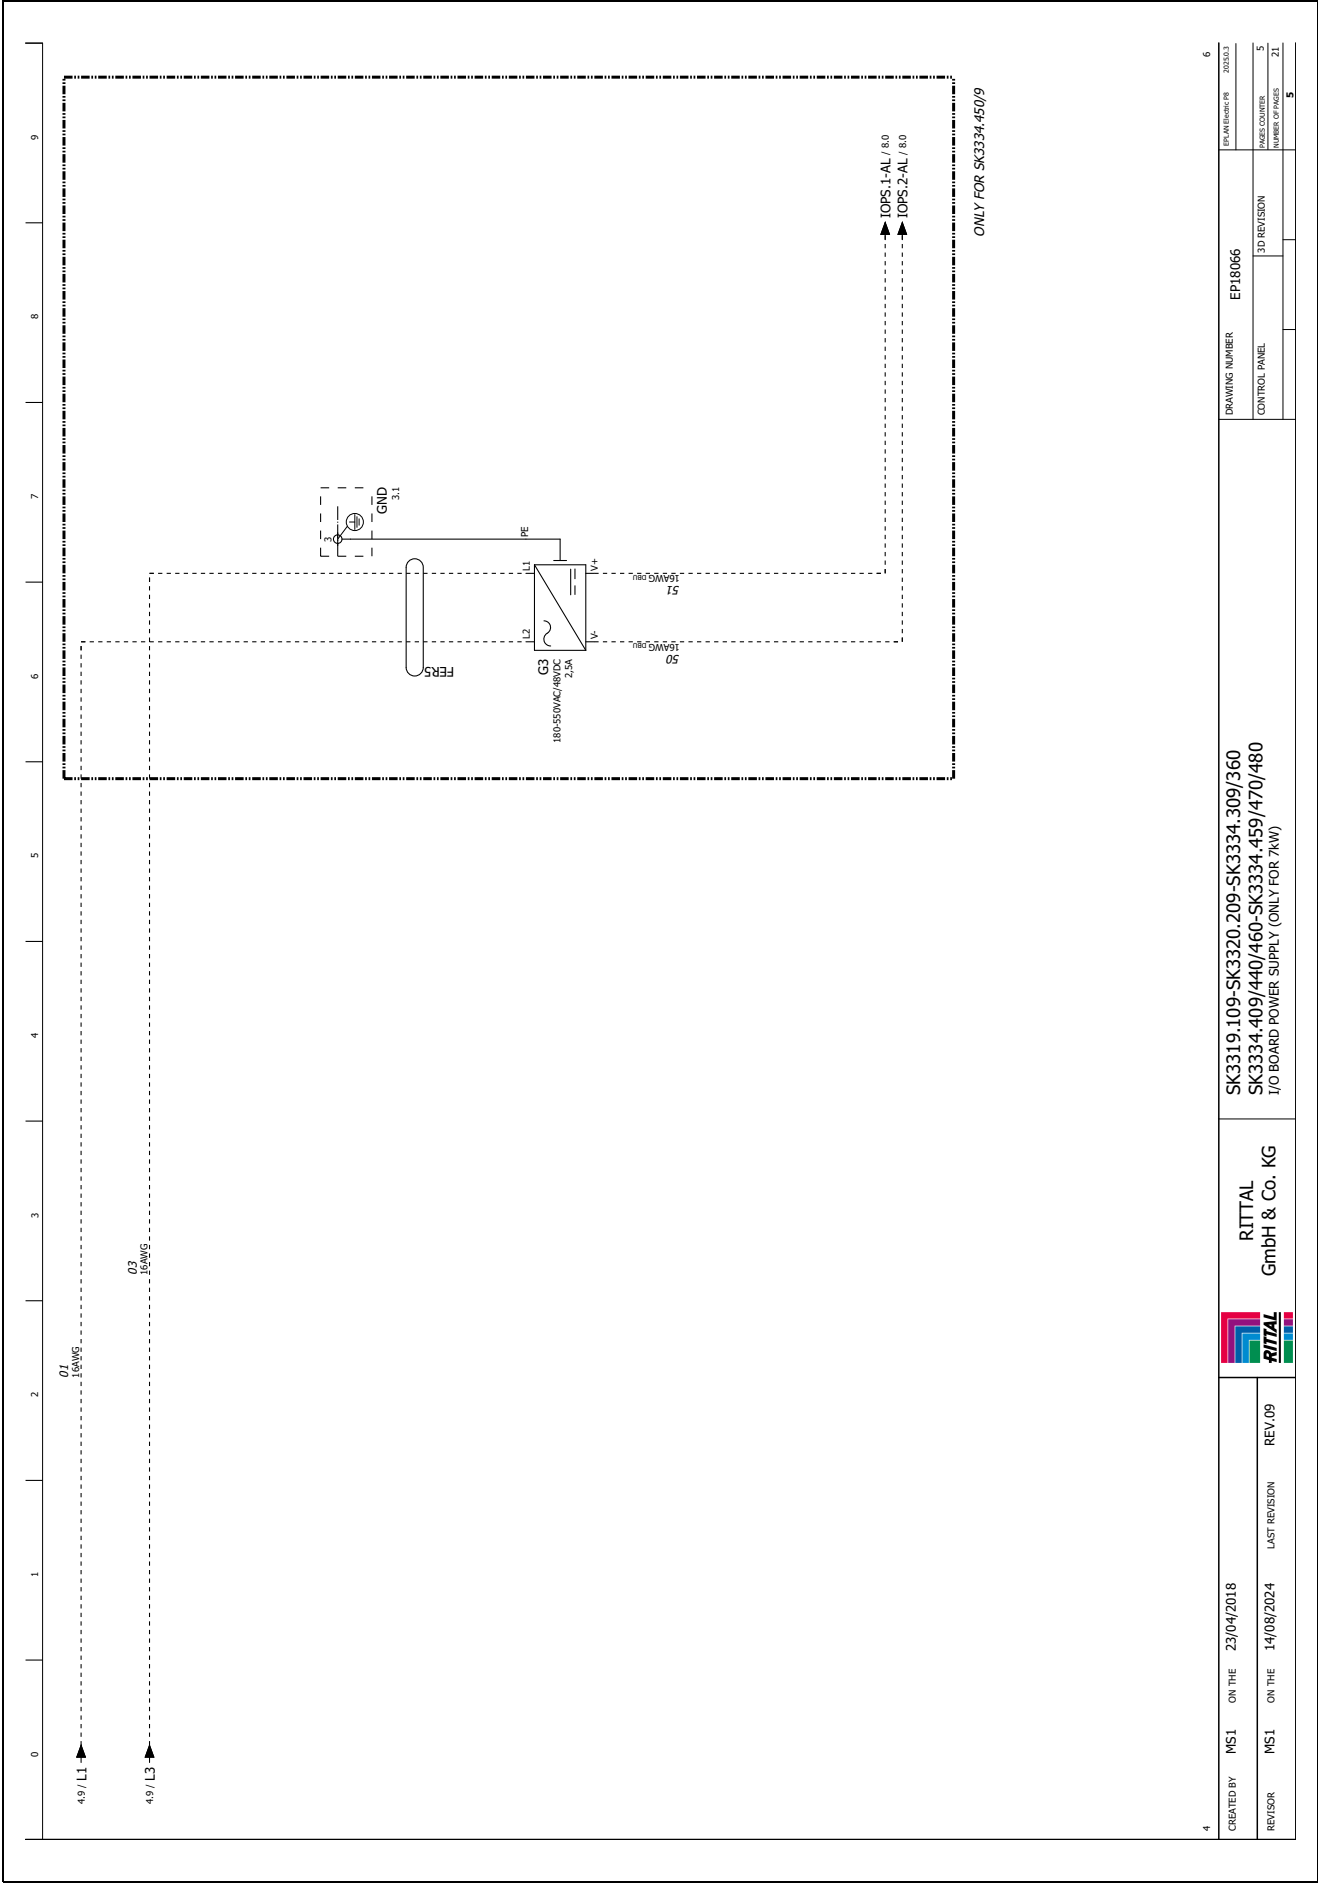 0
1
2
3
4
5
6
7
8
9
4.9 / L1
4.9 / L3
01
16AWG
03
16AWG
3
GND
3.1
FER5
PE
L2
L1
G3
180-550VAC/48VDC
2,5A
V-
V+
50
16AWG DBU
51
16AWG DBU
IOPS.1-AL / 8.0
IOPS.2-AL / 8.0
ONLY FOR SK3334.450/9
4
6
CREATED BY MS1 ON THE 23/04/2018
REVISOR MS1 ON THE 14/08/2024 LAST REVISION REV.09
RITTAL
RITTAL
GmbH & Co. KG
SK3319.109-SK3320.209-SK3334.309/360
SK3334.409/440/460-SK3334.459/470/480
I/O BOARD POWER SUPPLY (ONLY FOR 7kW)
DRAWING NUMBER EP18066
CONTROL PANEL 3D REVISION
EPLAN Electric P8 2025.0.3
PAGES COUNTER 5
NUMBER OF PAGES 21
5